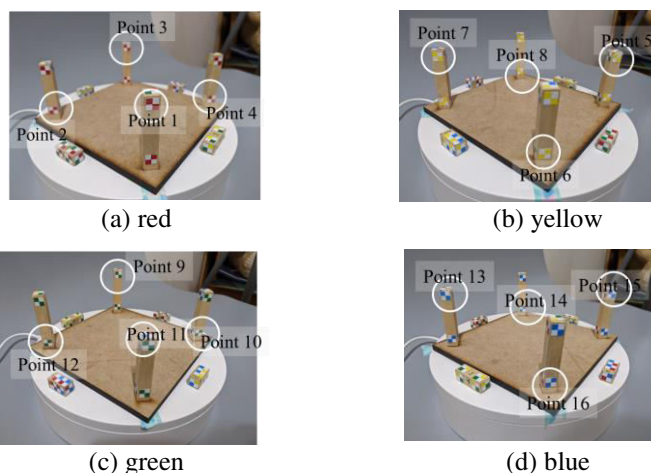 Point 3
Point 2
Point 1
Point 4
(a) red
Point 7
Point 8
Point 5
Point 6
(b) yellow
Point 9
Point 11
Point 10
Point 12
(c) green
Point 13
Point 14
Point 15
Point 16
(d) blue